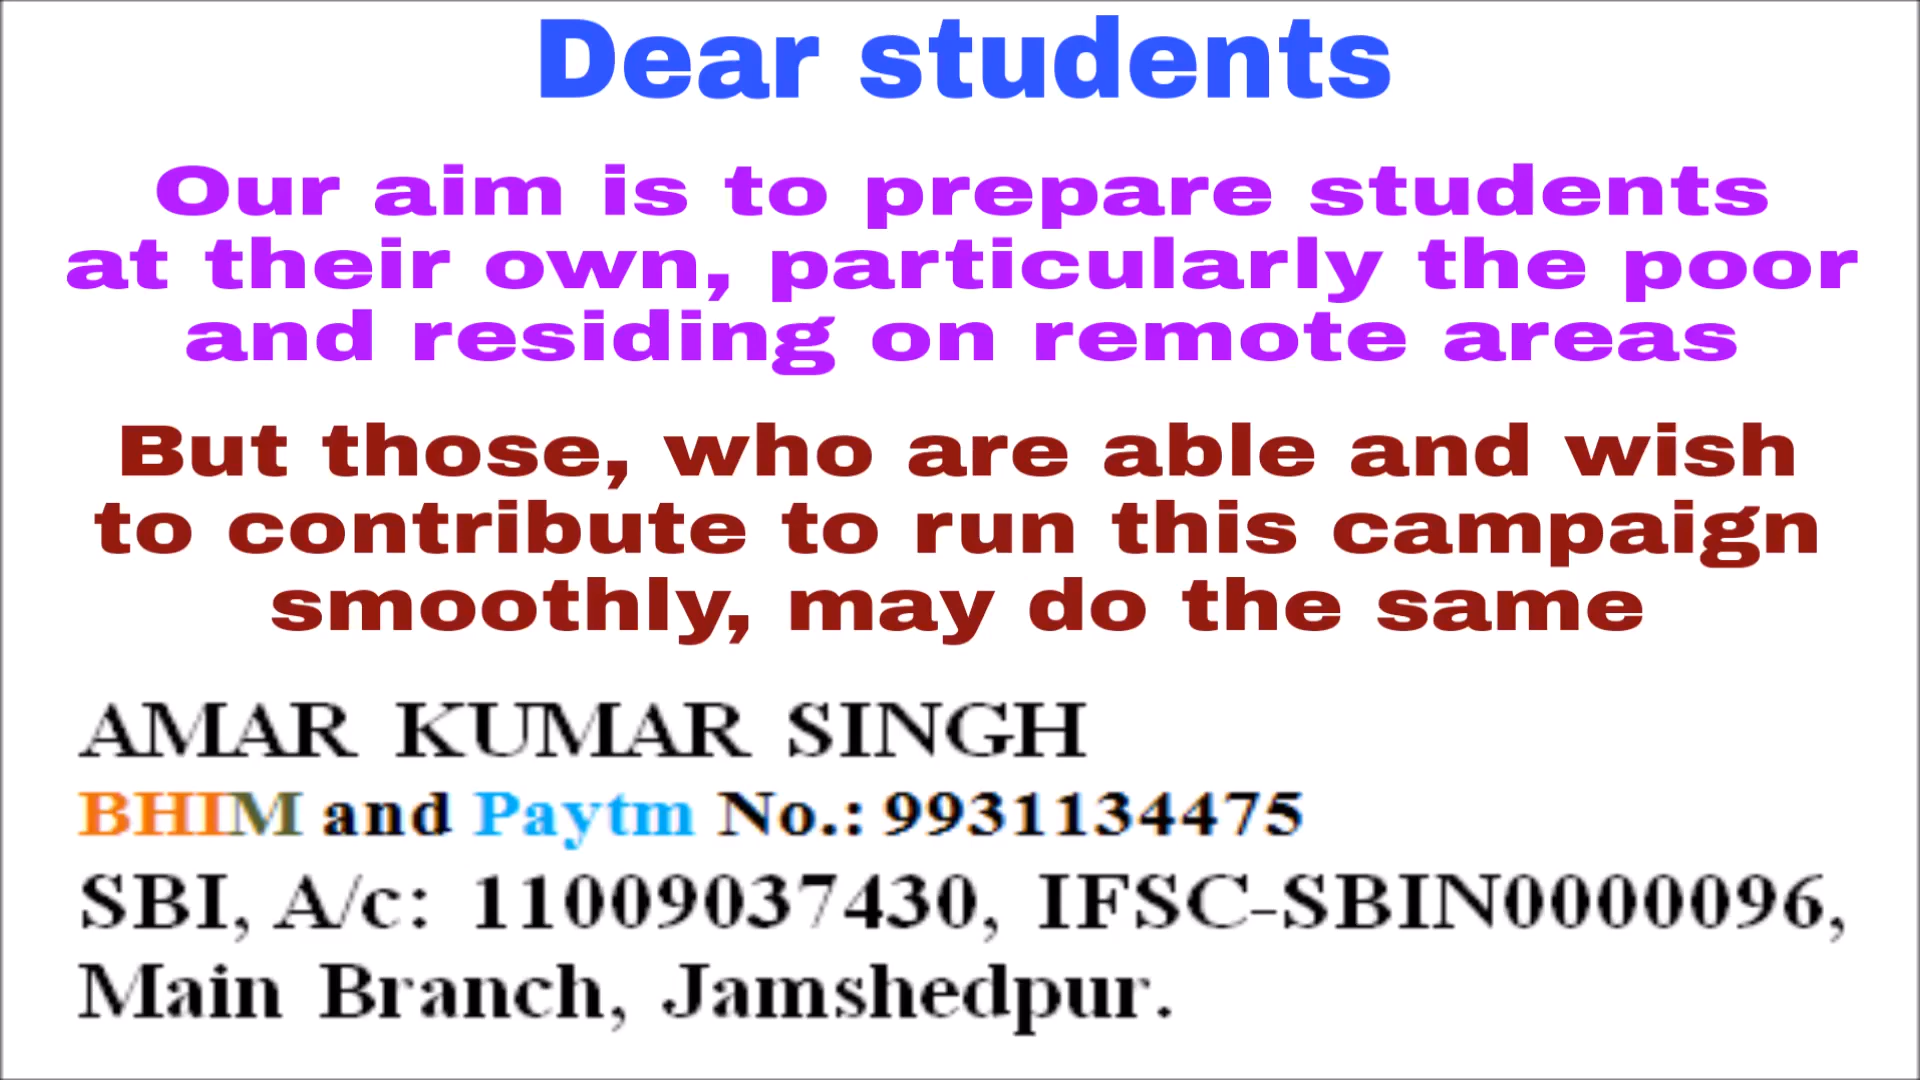 Dear students
Our aim is to prepare students
at their own, particularly the poor
and residing on remote areas
But those, who are able and wish
to contribute to run this campaign
smoothly, may do the same
AMAR KUMAR SINGH
BHIM and Paytm No.: 9931134475
SBI, A/c: 11009037430, IFSC-SBIN0000096,
Main Branch, Jamshedpur.